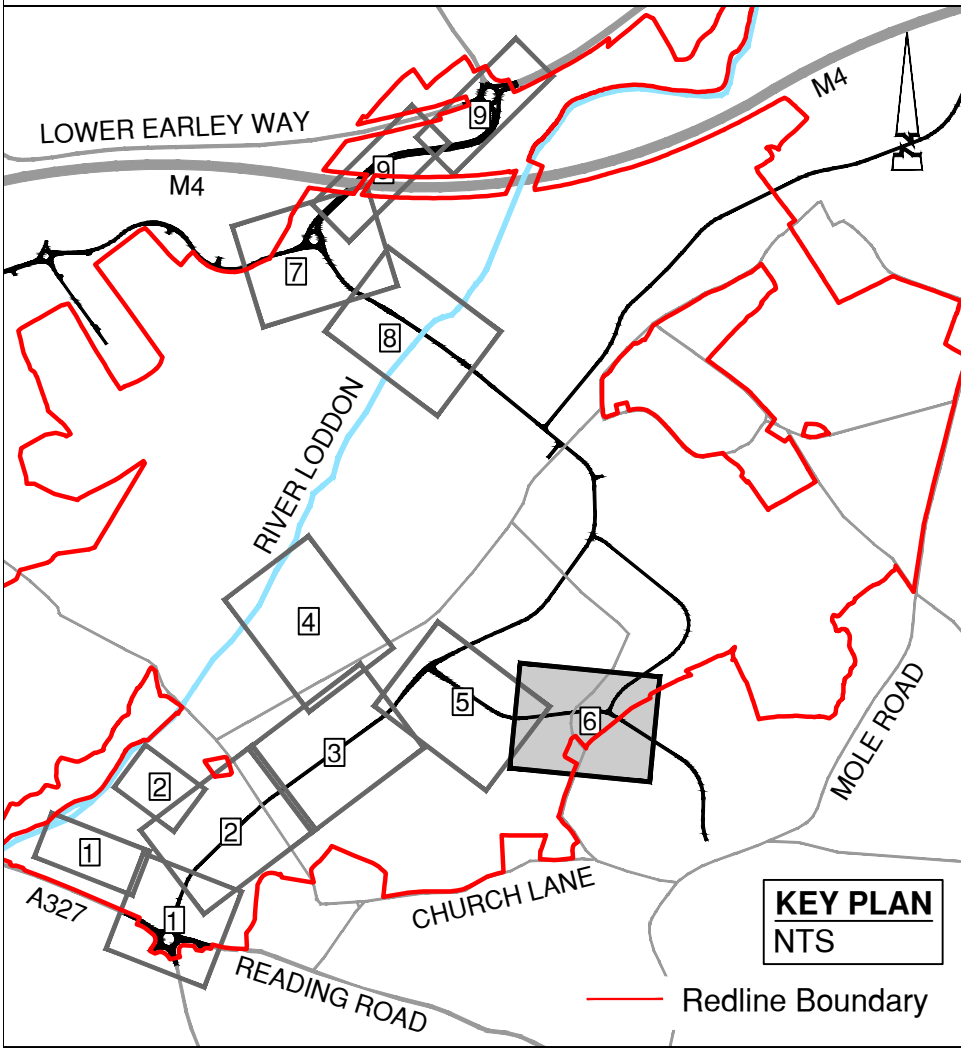 M4
9
LOWER EARLEY WAY
9
M4
7
8
RIVER LODDON
4
5
6
MOLE ROAD
3
2
2
1
CHURCH LANE
A327
1
KEY PLAN
NTS
READING ROAD
Redline Boundary